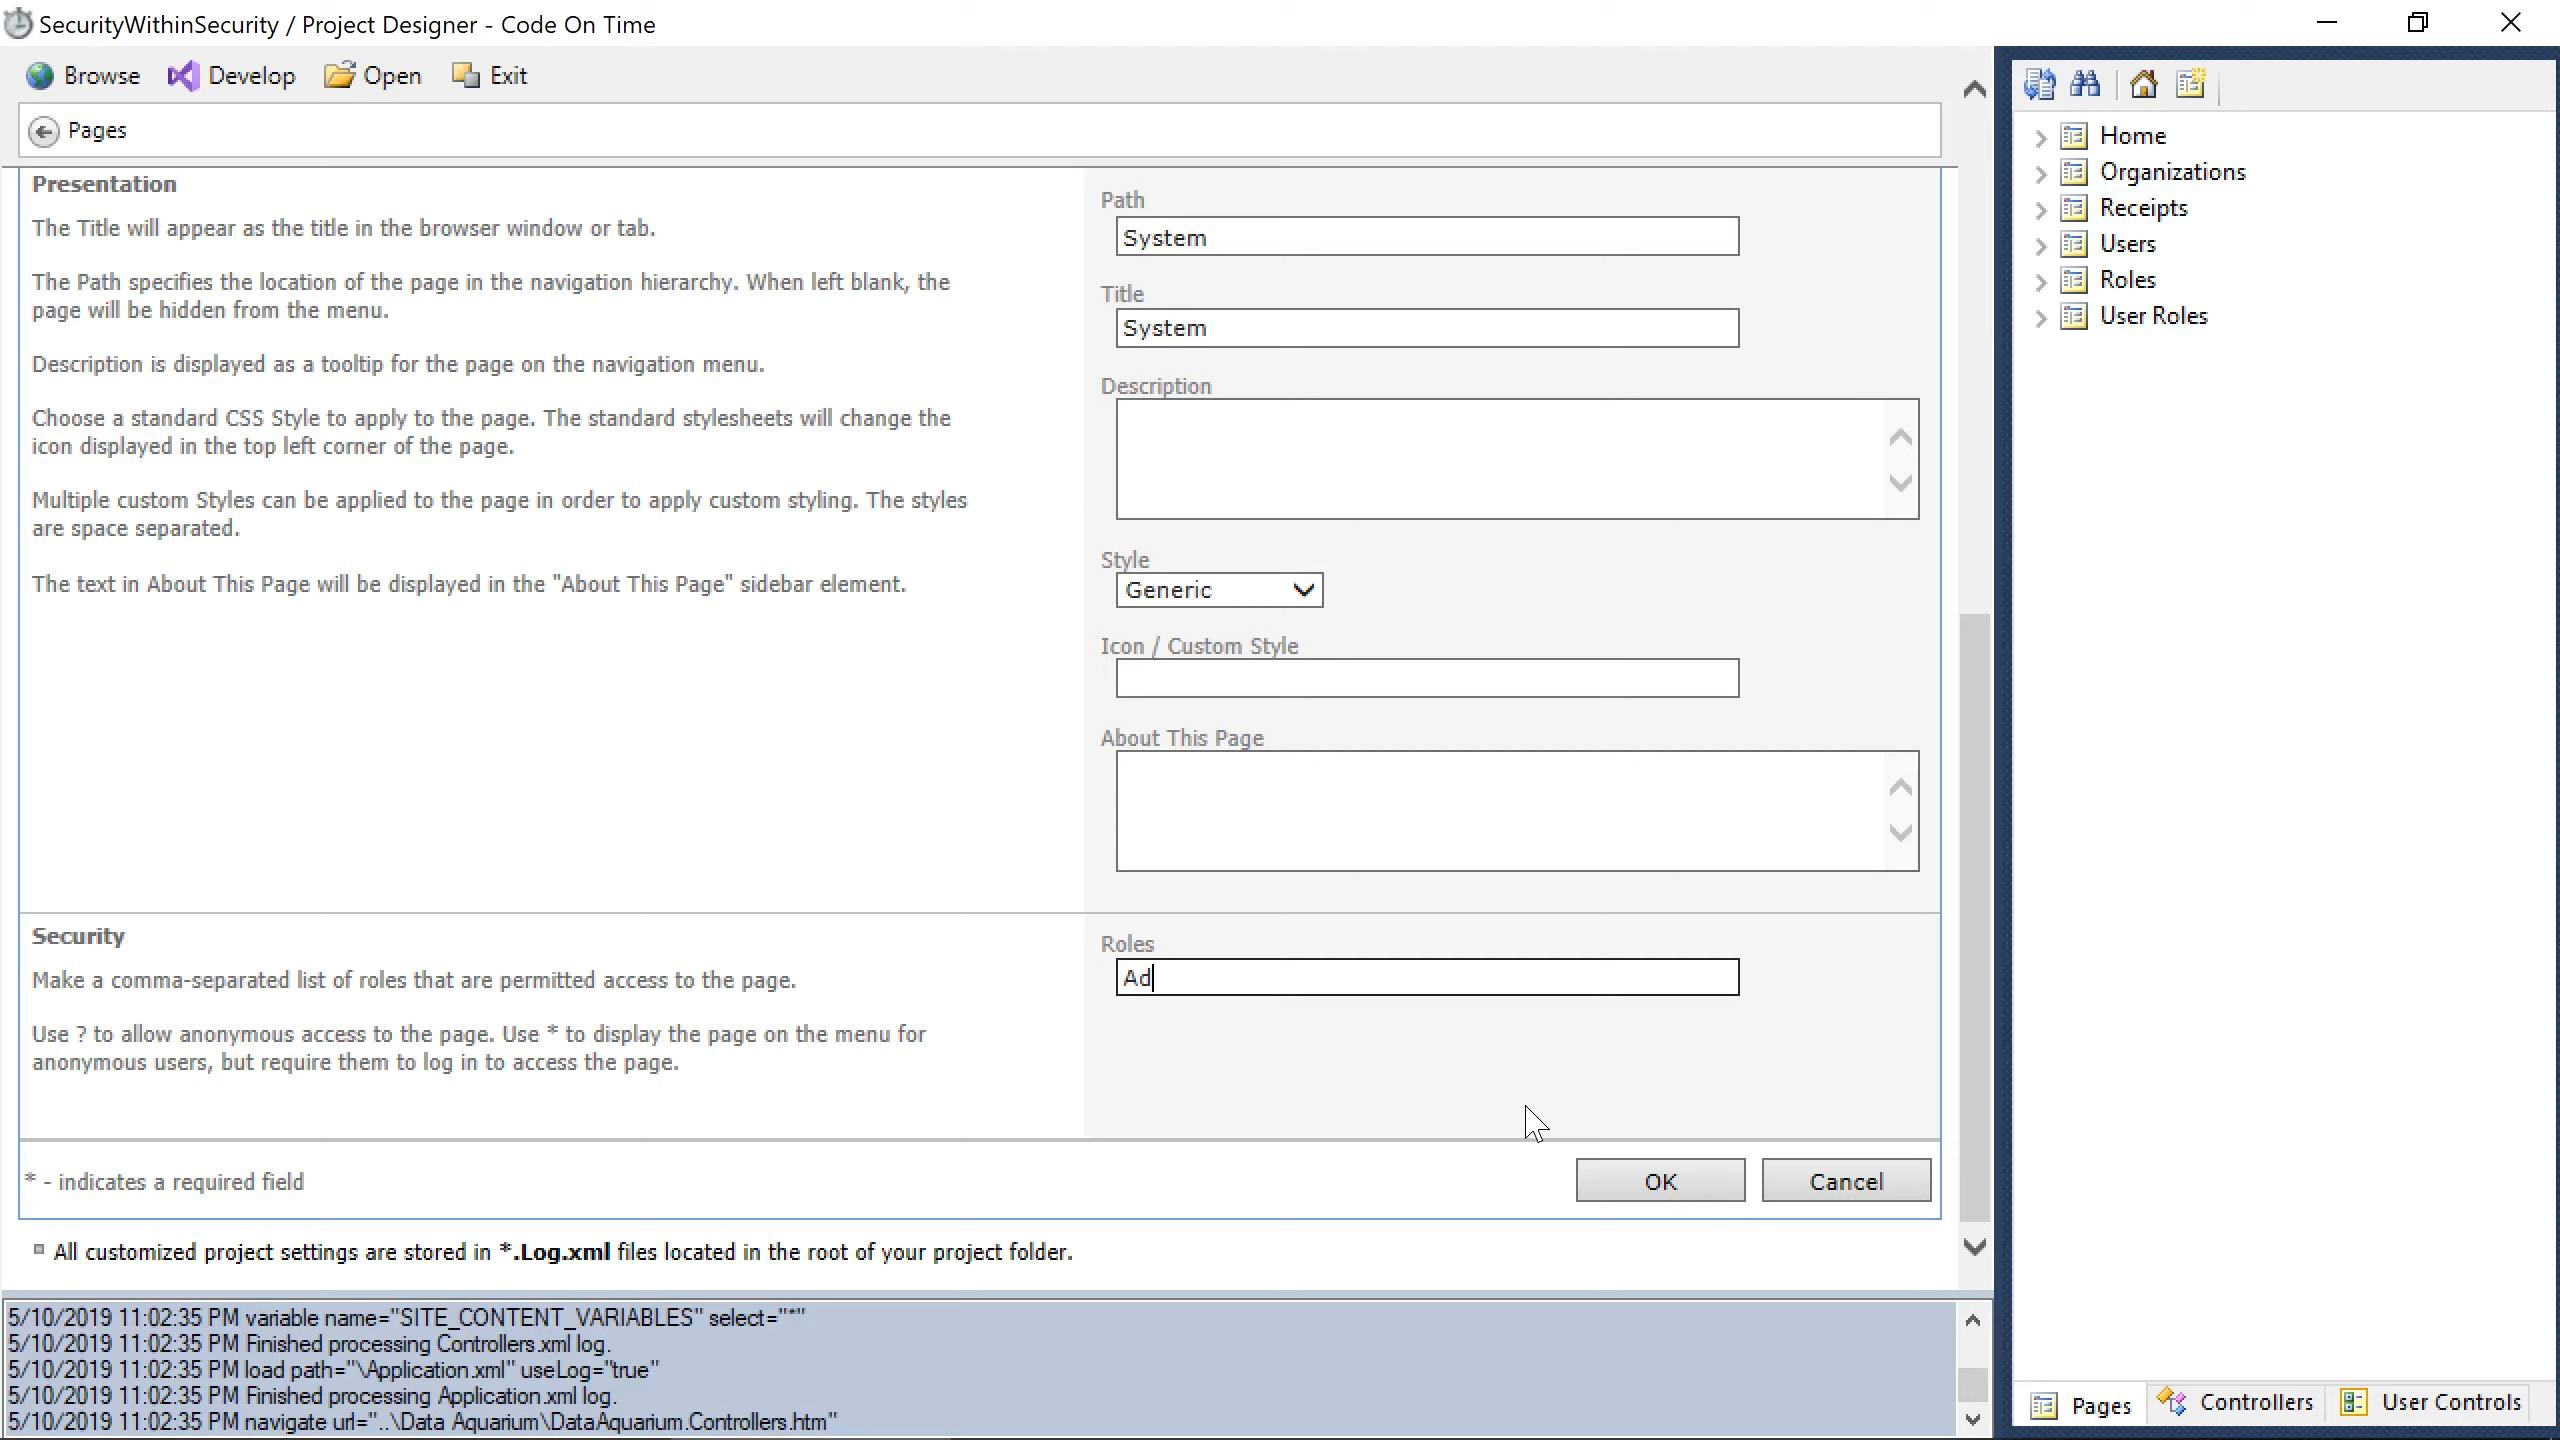 SecurityWithinSecurity / Project Designer - Code On Time
Browse Develop Open Exit
Pages
Presentation
The Title will appear as the title in the browser window or tab.
The Path specifies the location of the page in the navigation hierarchy. When left blank, the
page will be hidden from the menu.
Description is displayed as a tooltip for the page on the navigation menu.
Choose a standard CSS Style to apply to the page. The standard stylesheets will change the
icon displayed in the top left corner of the page.
Multiple custom Styles can be applied to the page in order to apply custom styling. The styles
are space separated.
The text in About This Page will be displayed in the "About This Page" sidebar element.
Path
System
Title
System
Description
Style
Generic
Icon / Custom Style
About This Page
Security
Make a comma-separated list of roles that are permitted access to the page.
Use ? to allow anonymous access to the page. Use * to display the page on the menu for
anonymous users, but require them to log in to access the page.
Roles
Ad
* - indicates a required field
OK Cancel
All customized project settings are stored in *.Log.xml files located in the root of your project folder.
5/10/2019 11:02:35 PM variable name="SITE_CONTENT_VARIABLES" select="*"
5/10/2019 11:02:35 PM Finished processing Controllers.xml log.
5/10/2019 11:02:35 PM load path="\Application.xml" useLog="true"
5/10/2019 11:02:35 PM Finished processing Application.xml log.
5/10/2019 11:02:35 PM navigate url="..\Data Aquarium\DataAquarium.Controllers.htm"
Home
Organizations
Receipts
Users
Roles
User Roles
Pages Controllers User Controls